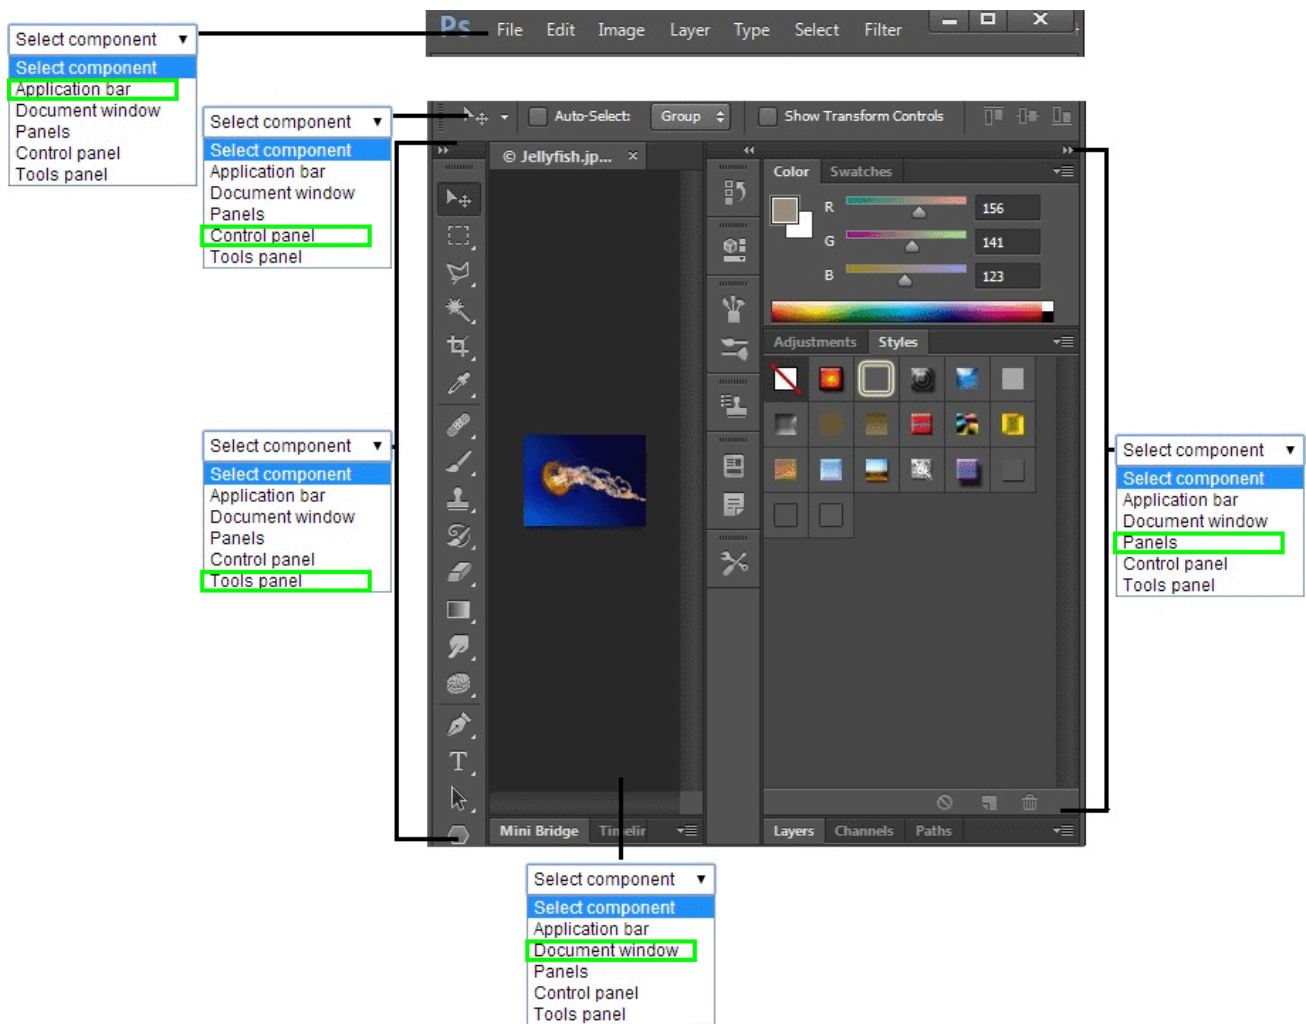 Ps File Edit Image Layer Type Select Filter
Select component
Select component
Application bar
Document window
Panels
Control panel
Tools panel
Auto-Select: Group Show Transform Controls
Select component
Select component
Application bar
Document window
Panels
Control panel
Tools panel
© Jellyfish.jp... ×
Color Swatches
R 156
G 141
B 123
Adjustments Styles
Select component
Select component
Application bar
Document window
Panels
Control panel
Tools panel
Select component
Select component
Application bar
Document window
Panels
Control panel
Tools panel
T
Mini Bridge
Layers Channels Paths
Select component
Select component
Application bar
Document window
Panels
Control panel
Tools panel